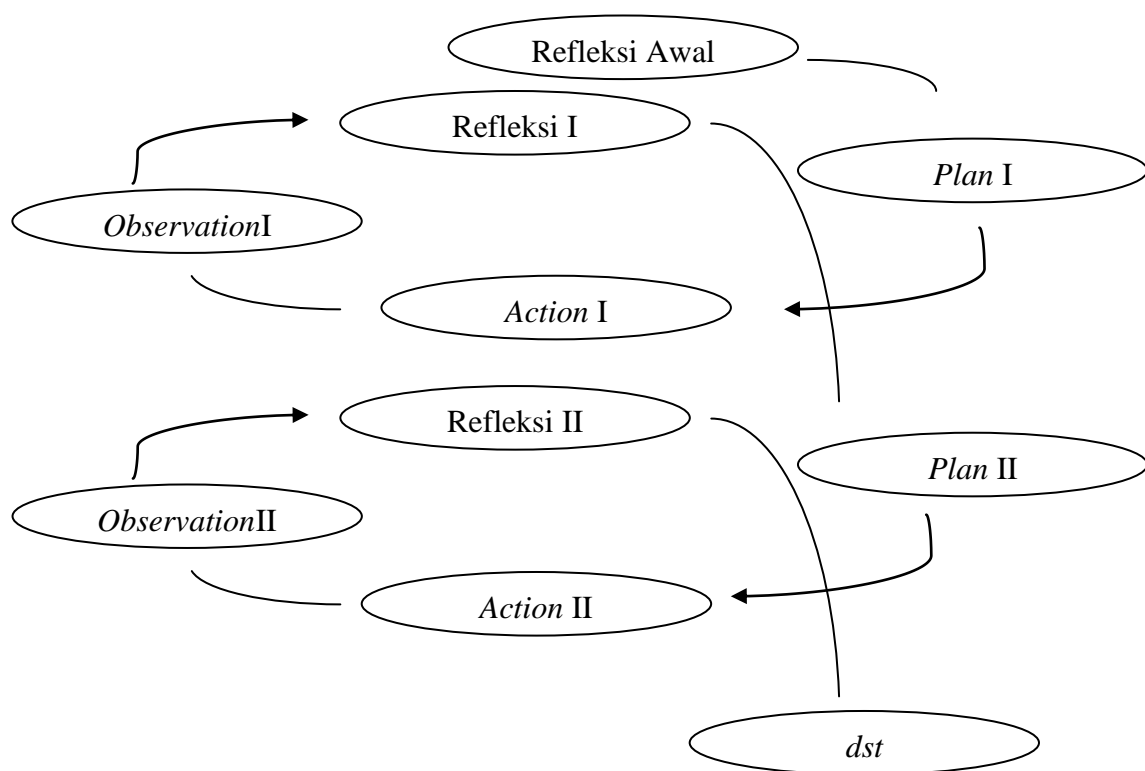 Refleksi Awal
Refleksi I
Plan I
ObservationI
Action I
Refleksi II
Plan II
ObservationII
Action II
dst